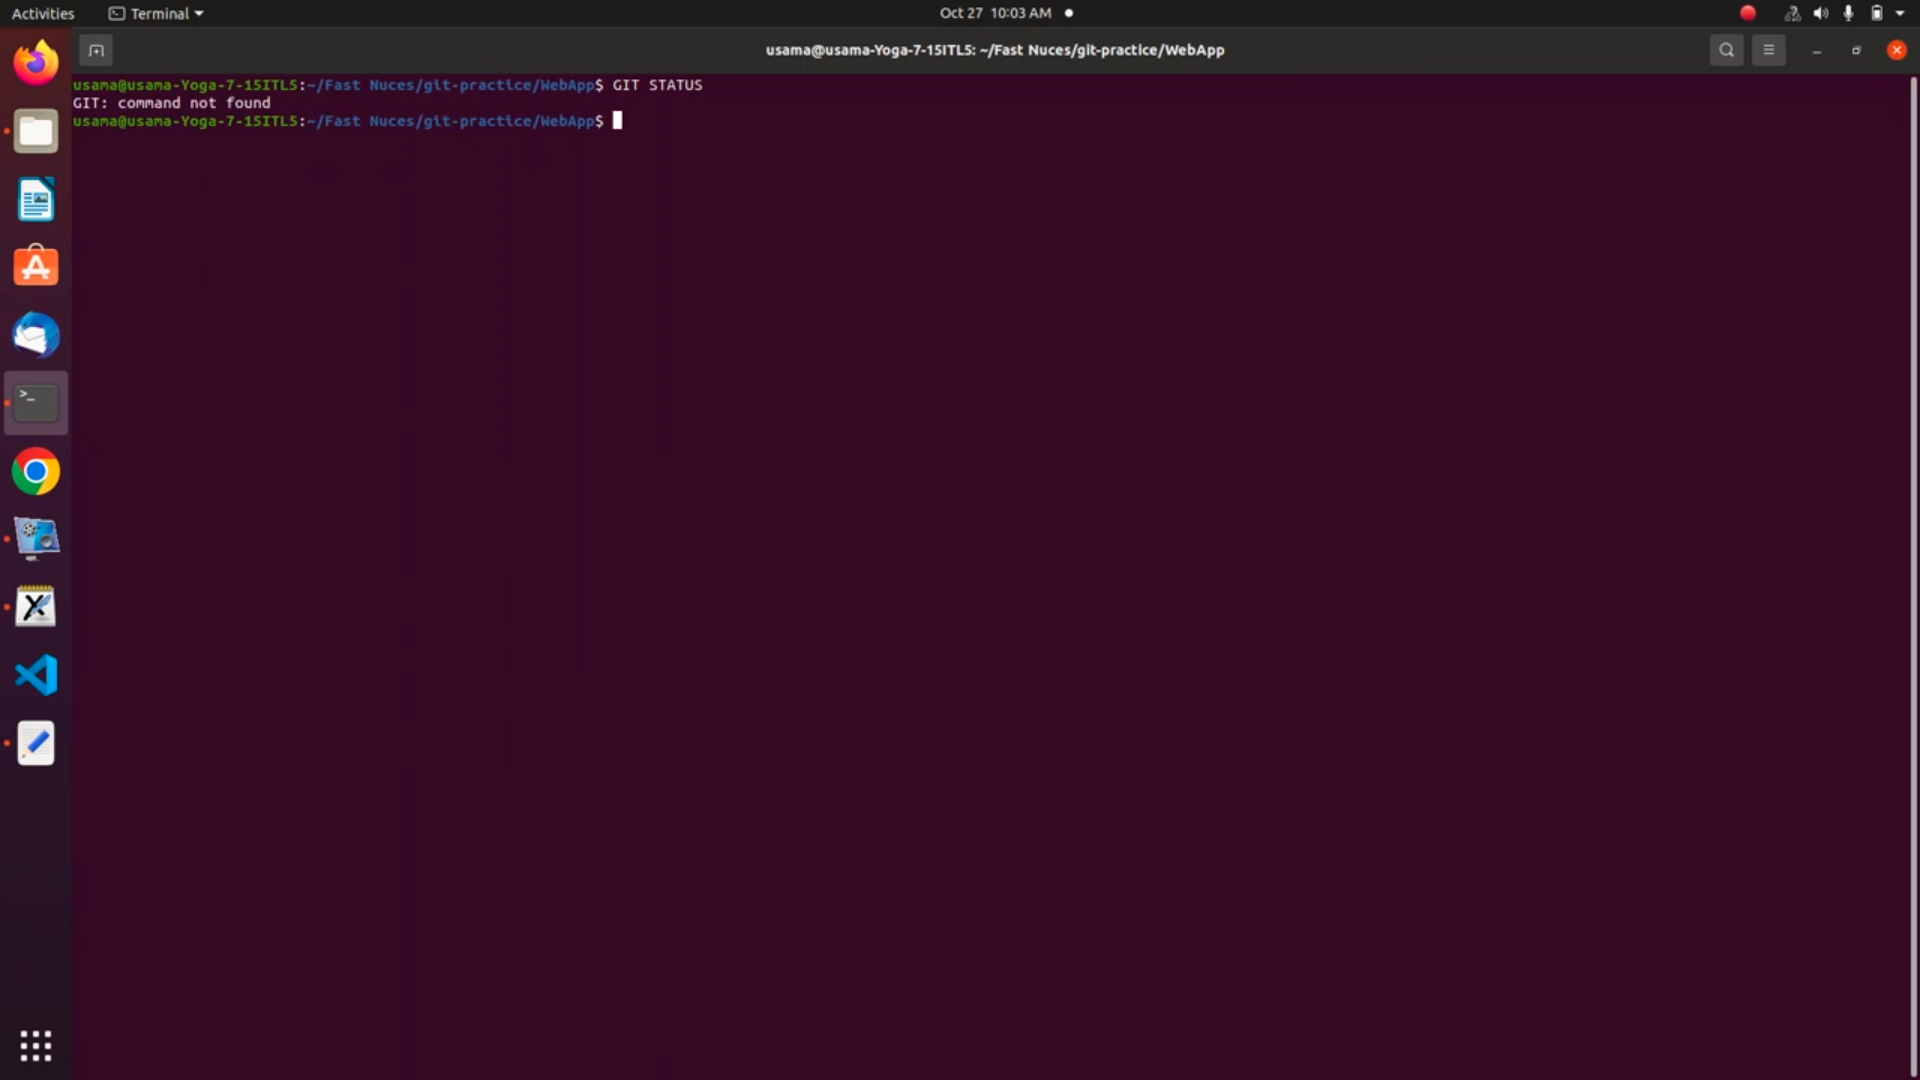 Activities Terminal Oct 27 10:03 AM
usama@usama-Yoga-7-15ITL5: ~/Fast Nuces/git-practice/WebApp
usama@usama-Yoga-7-15ITL5:~/Fast Nuces/git-practice/WebApp$ GIT STATUS
GIT: command not found
usama@usama-Yoga-7-15ITL5:~/Fast Nuces/git-practice/WebApp$